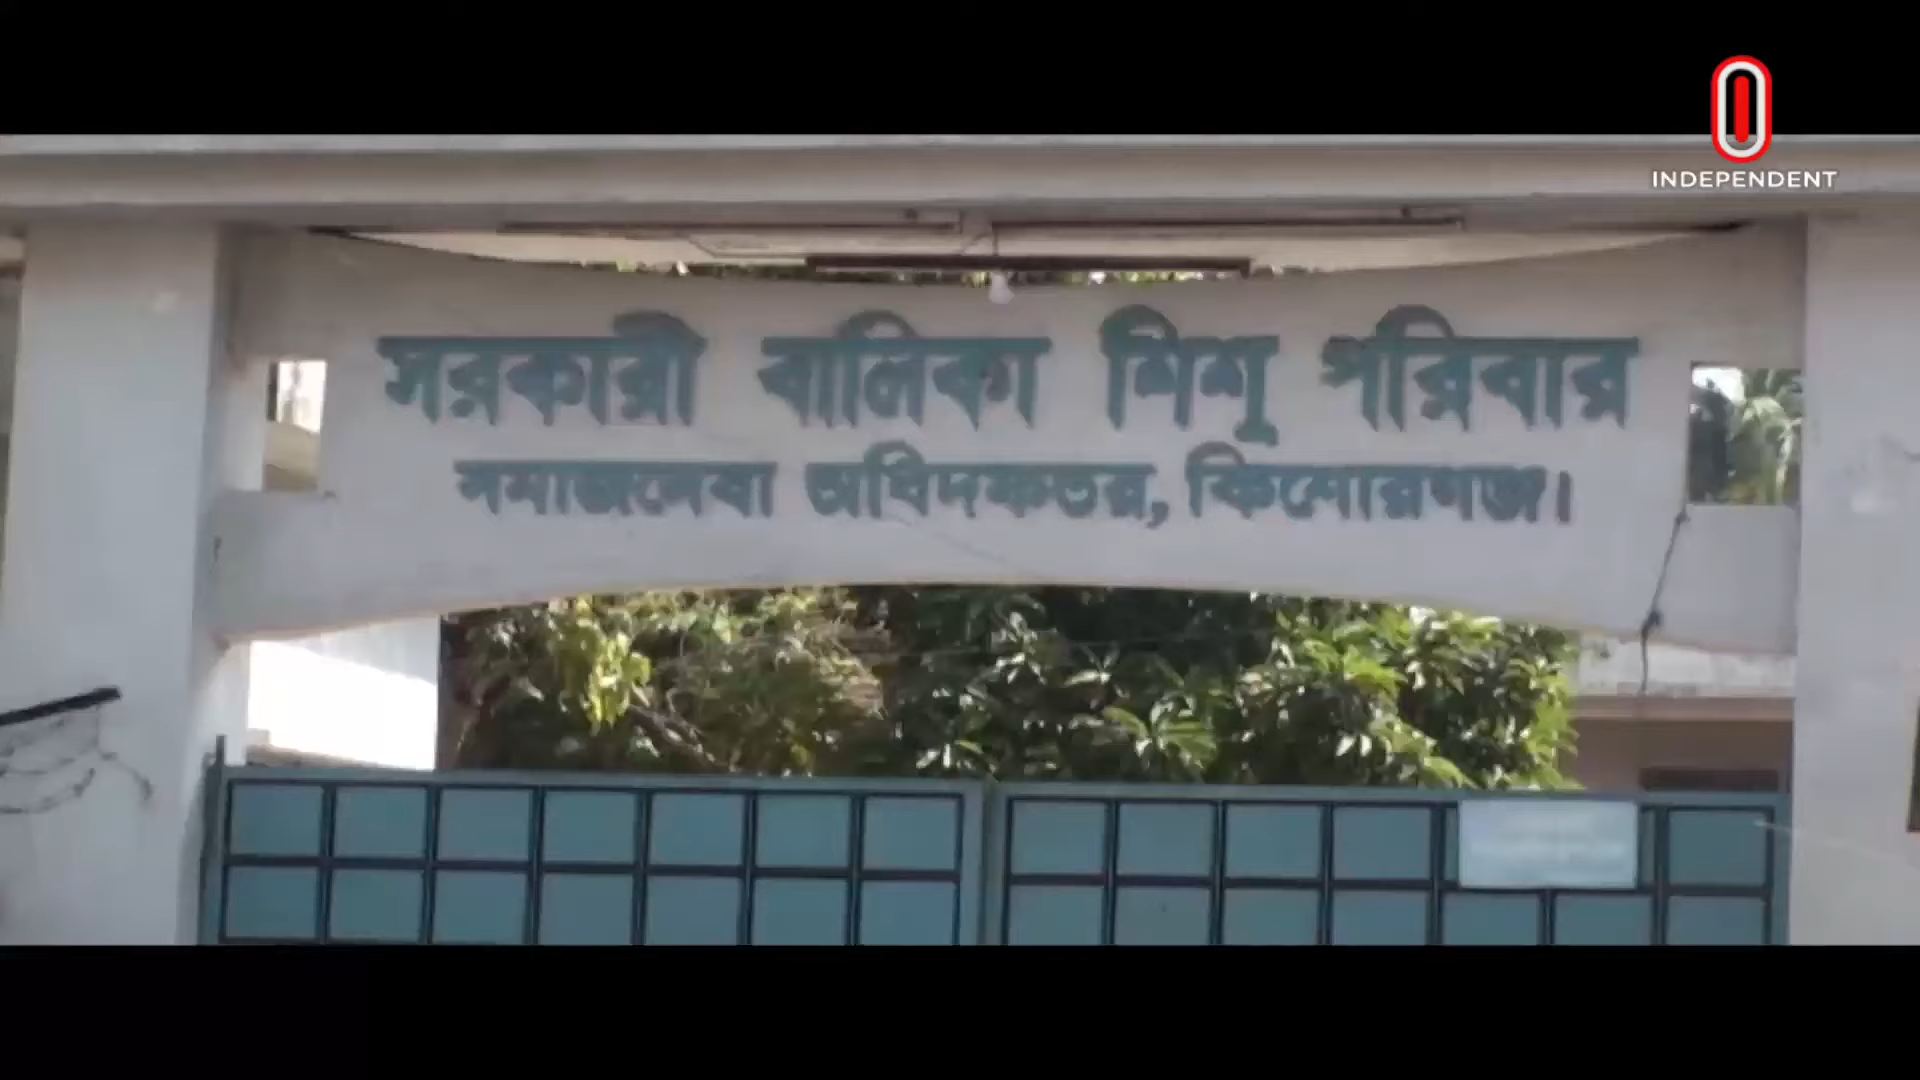 INDEPENDENT
সরকারী বালিকা শিশু পরিবার
সমাজসেবা অধিদফতর, কিশোরগঞ্জ।